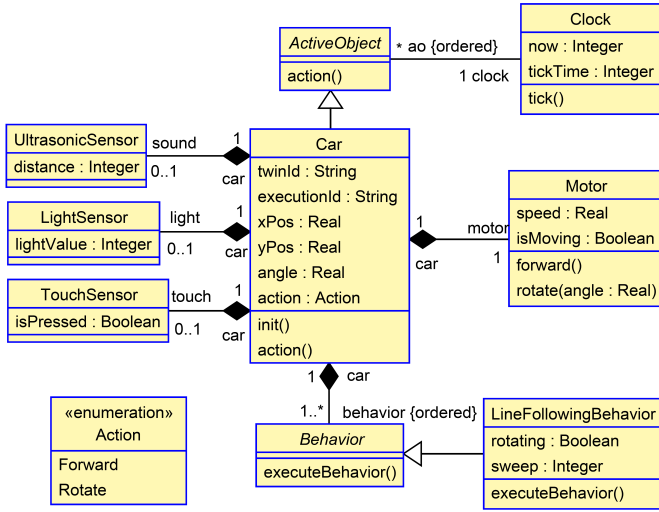 ActiveObject
action()
* ao {ordered}
1 clock
Clock
now : Integer
tickTime : Integer
tick()
UltrasonicSensor
distance : Integer
sound
0..1
1
car
LightSensor
lightValue : Integer
light
0..1
1
car
TouchSensor
isPressed : Boolean
touch
0..1
1
car
Car
twinId : String
executionId : String
xPos : Real
yPos : Real
angle : Real
action : Action
init()
action()
1
car
motor
1
Motor
speed : Real
isMoving : Boolean
forward()
rotate(angle : Real)
1
car
1..*
behavior {ordered}
«enumeration»
Action
Forward
Rotate
Behavior
executeBehavior()
LineFollowingBehavior
rotating : Boolean
sweep : Integer
executeBehavior()